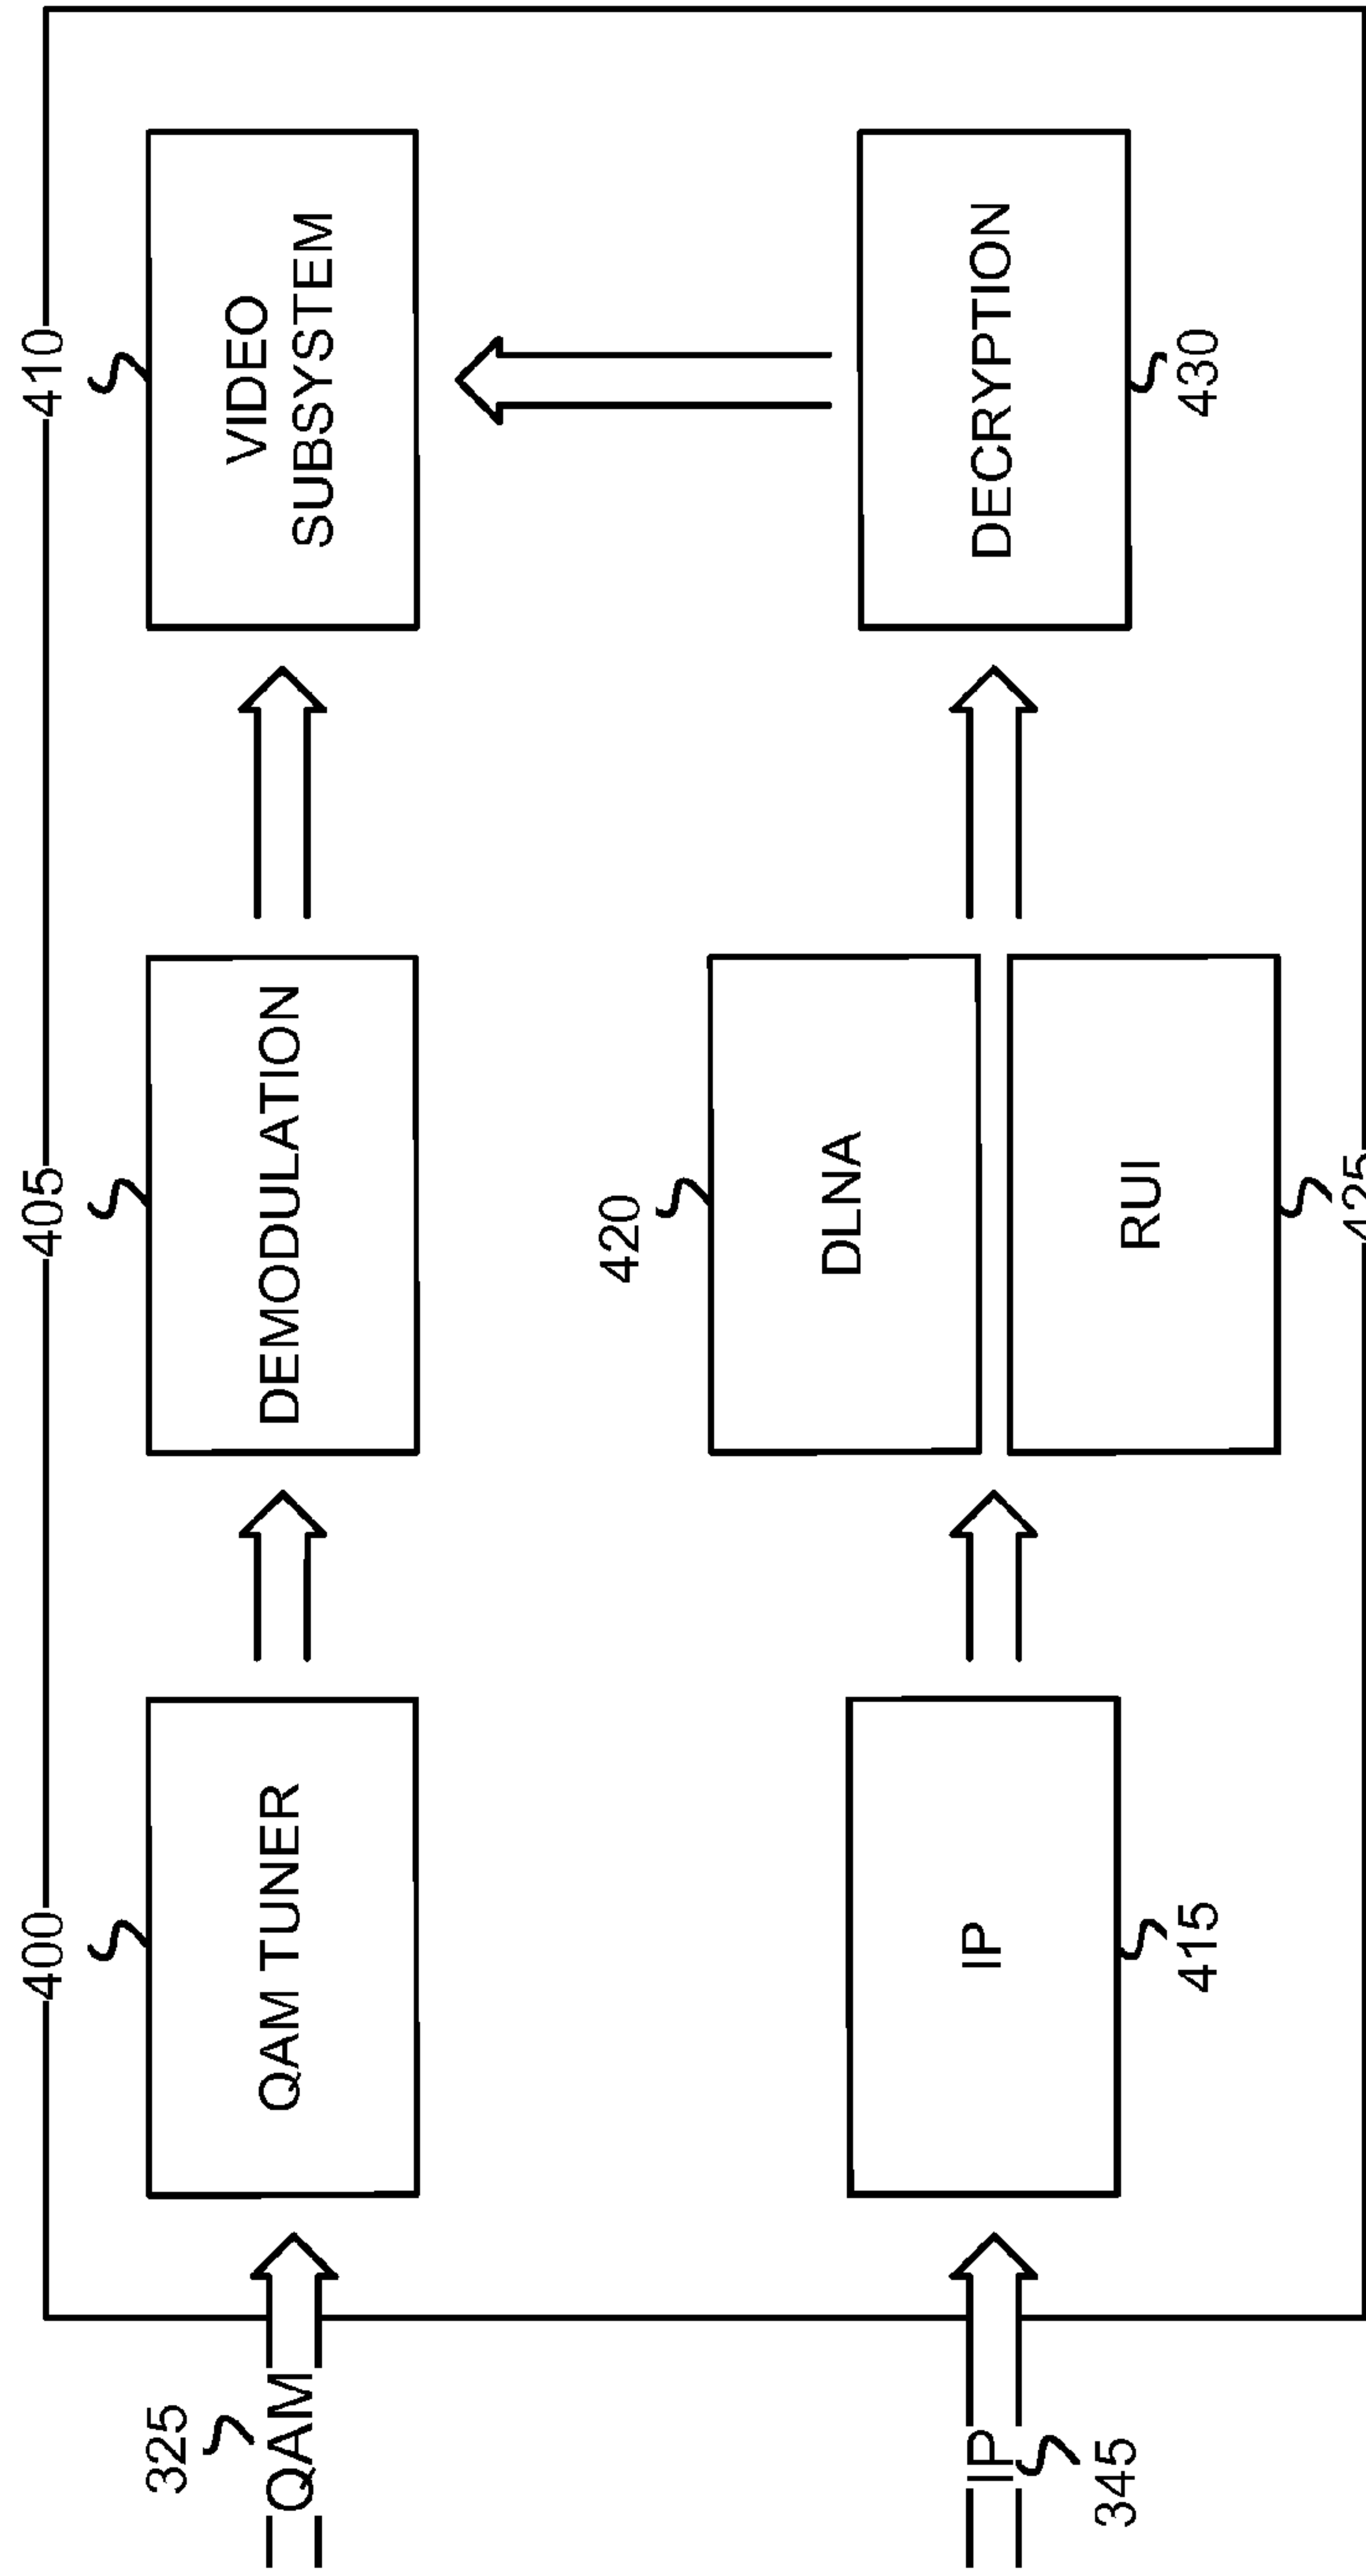 400
405
410
325
QAM
QAM TUNER
DEMODULATION
VIDEO
SUBSYSTEM
420
IP
345
IP
415
DLNA
RUI
425
DECRYPTION
430